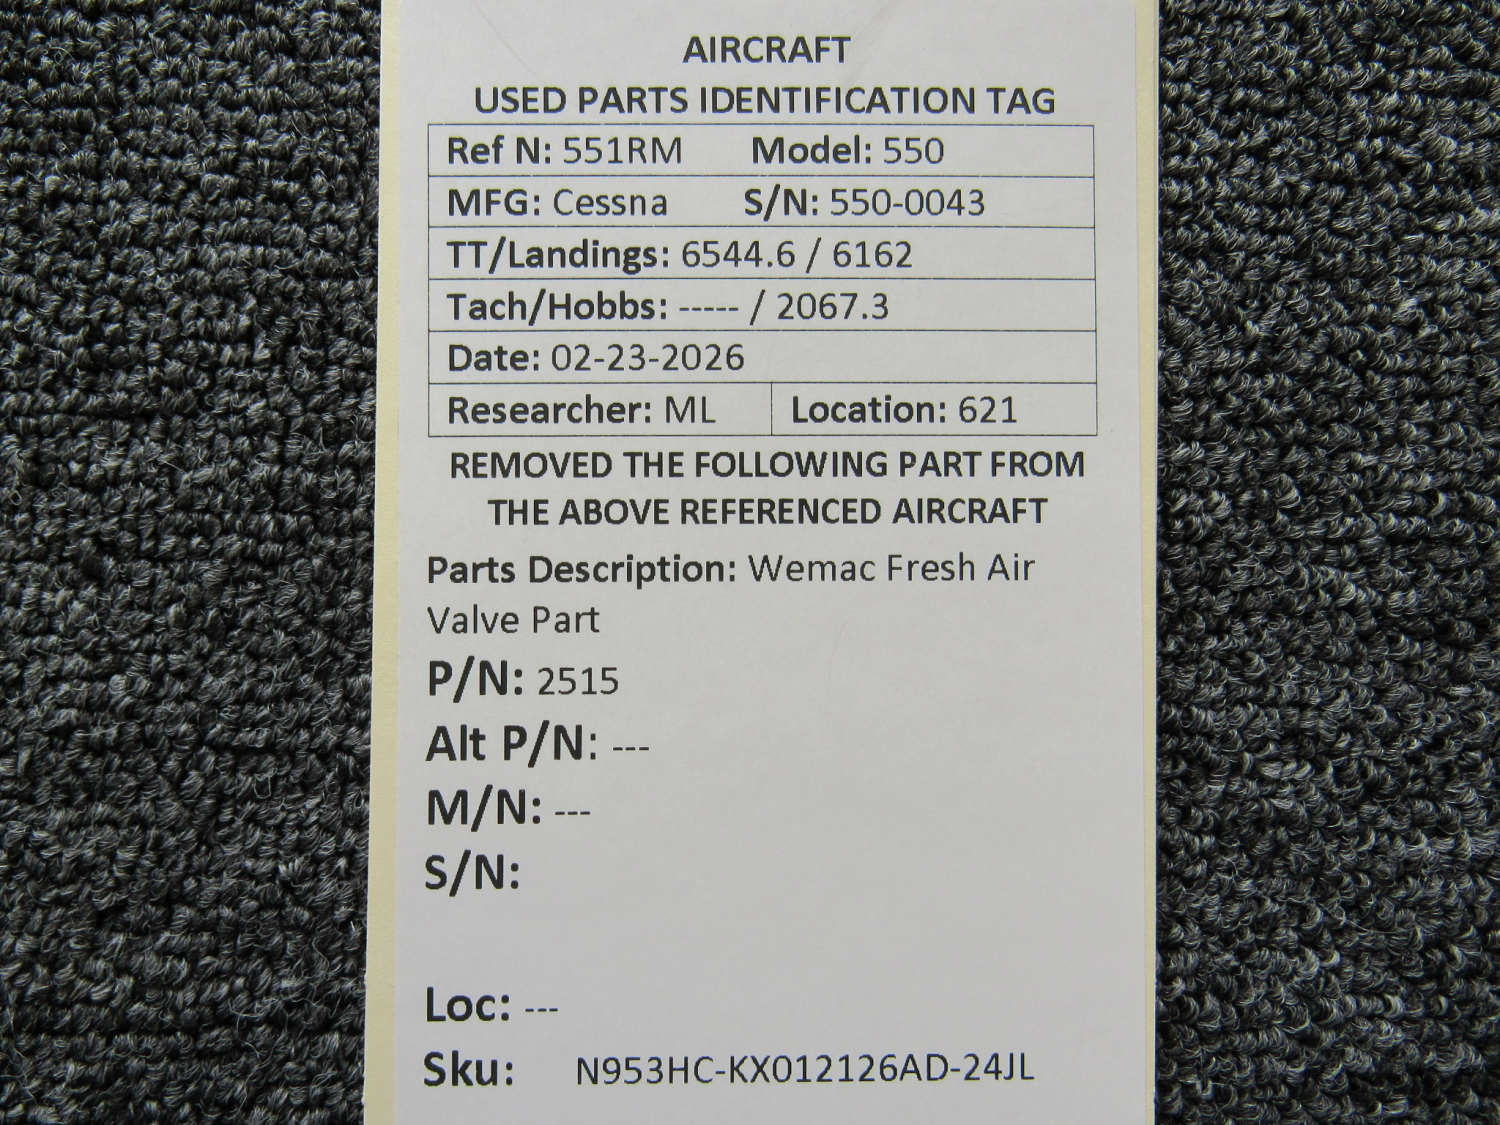 AIRCRAFT
USED PARTS IDENTIFICATION TAG
Ref N: 551RM Model: 550
MFG: Cessna S/N: 550-0043
TT/Landings: 6544.6 / 6162
Tach/Hobbs: ----- / 2067.3
Date: 02-23-2026
Researcher: ML Location: 621
REMOVED THE FOLLOWING PART FROM
THE ABOVE REFERENCED AIRCRAFT
Parts Description: Wemac Fresh Air
Valve Part
P/N: 2515
Alt P/N: ---
M/N: ---
S/N:
Loc: ---
Sku: N953HC-KX012126AD-24JL